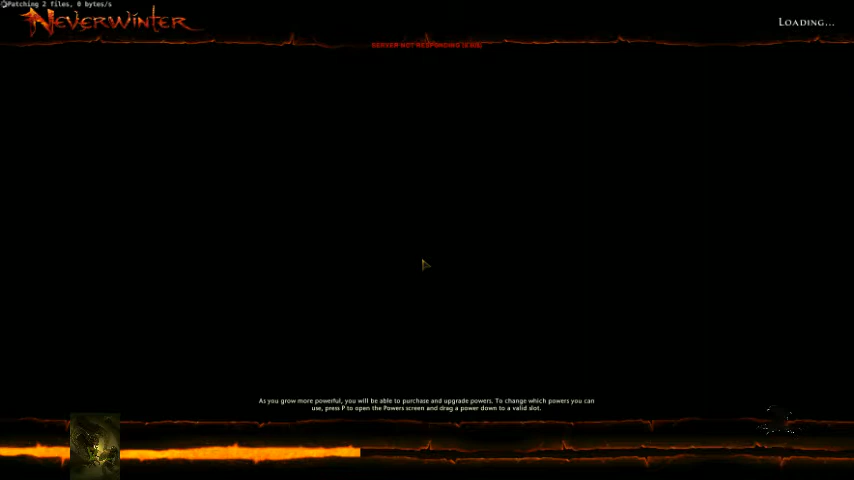 Patching 2 files, 0 bytes/s
NEVERWINTER
LOADING...
SERVER NOT RESPONDING
As you grow more powerful, you will be able to purchase and upgrade powers. To change which powers you can
use, press P to open the Powers screen and drag a power down to a valid slot.